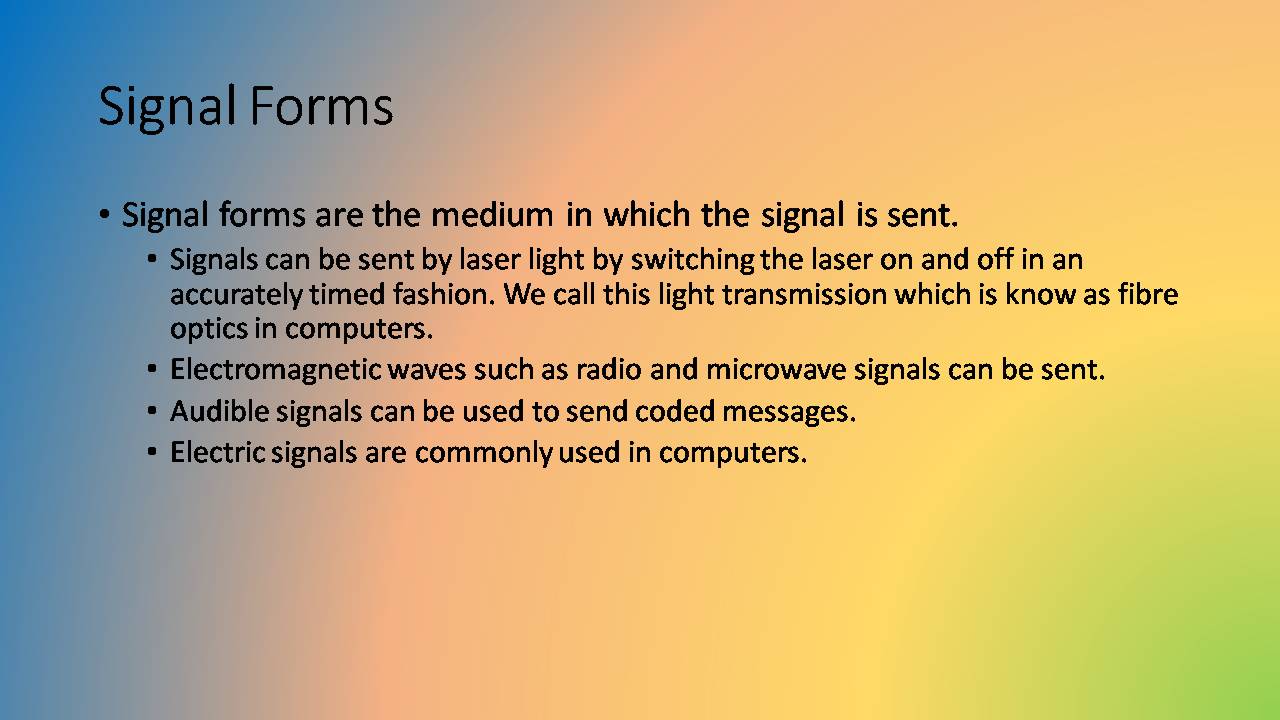 Signal Forms
• Signal forms are the medium in which the signal is sent.
• Signals can be sent by laser light by switching the laser on and off in an
accurately timed fashion. We call this light transmission which is know as fibre
optics in computers.
• Electromagnetic waves such as radio and microwave signals can be sent.
• Audible signals can be used to send coded messages.
• Electric signals are commonly used in computers.